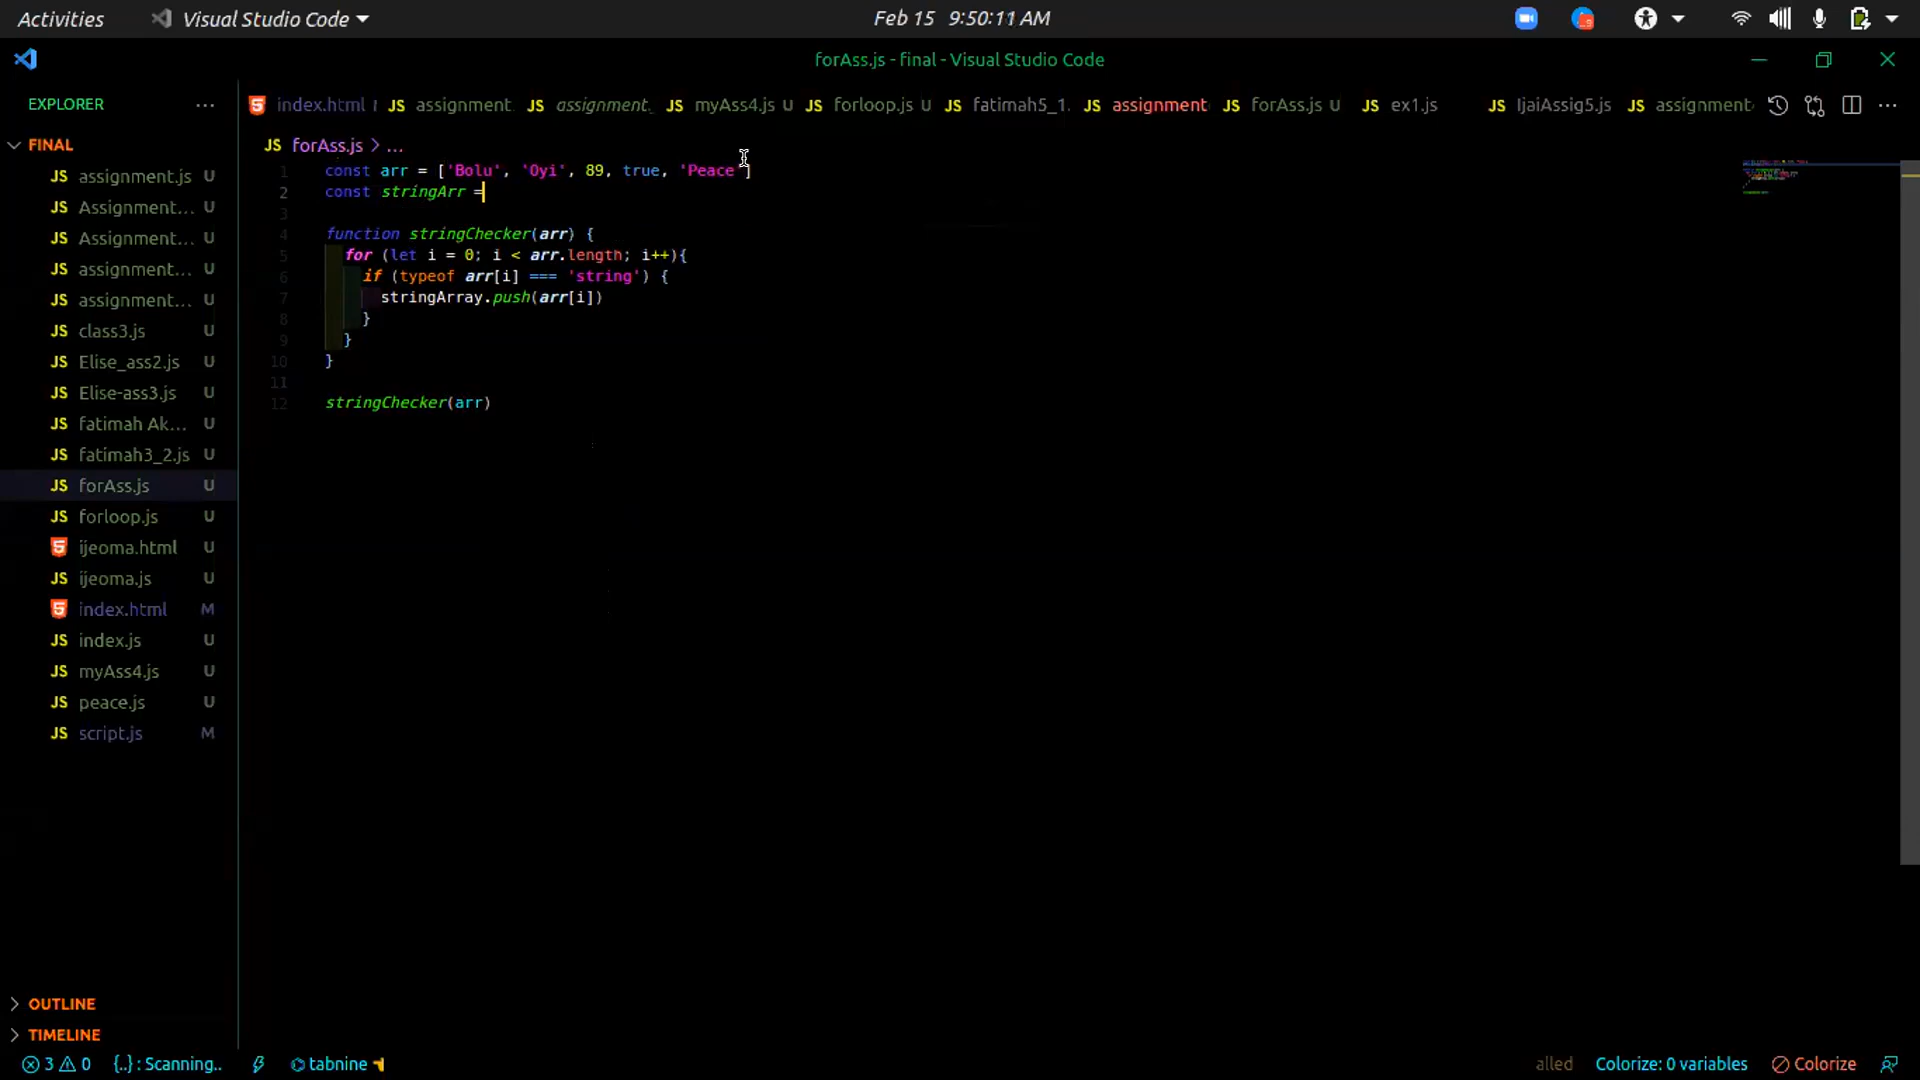 Activities Visual Studio Code Feb 15 9:50:11 AM
forAss.js - final - Visual Studio Code
EXPLORER ...
index.html JS assignment JS assignment. JS myAss4.js U JS forloop.js U JS fatimah5_1. JS assignment JS forAss.js U JS ex1.js JS IjaiAssig5.js JS assignment ...
FINAL
JS forAss.js > ...
JS assignment.js U
JS Assignment... U
JS Assignment... U
JS assignment... U
JS assignment... U
JS class3.js U
JS Elise_ass2.js U
JS Elise-ass3.js U
JS fatimah Ak... U
JS fatimah3_2.js U
JS forAss.js U
JS forloop.js U
ijeoma.html U
JS ijeoma.js U
index.html M
JS index.js U
JS myAss4.js U
JS peace.js U
JS script.js M
OUTLINE
TIMELINE
1 const arr = ['Bolu', 'Oyi', 89, true, 'Peace']
2 const stringArr =
3
4 function stringChecker(arr) {
5 for (let i = 0; i < arr.length; i++){
6 if (typeof arr[i] === 'string') {
7 stringArray.push(arr[i])
8 }
9 }
10 }
11
12 stringChecker(arr)
3 0 {..} : Scanning.. tabnine alled Colorize: 0 variables Colorize